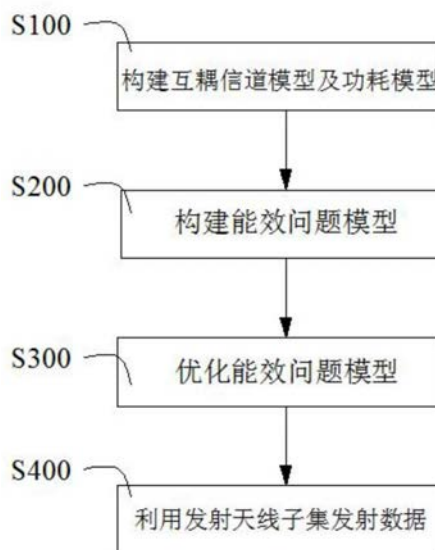 S100
构建互耦信道模型及功耗模型
S200
构建能效问题模型
S300
优化能效问题模型
S400
利用发射天线子集发射数据